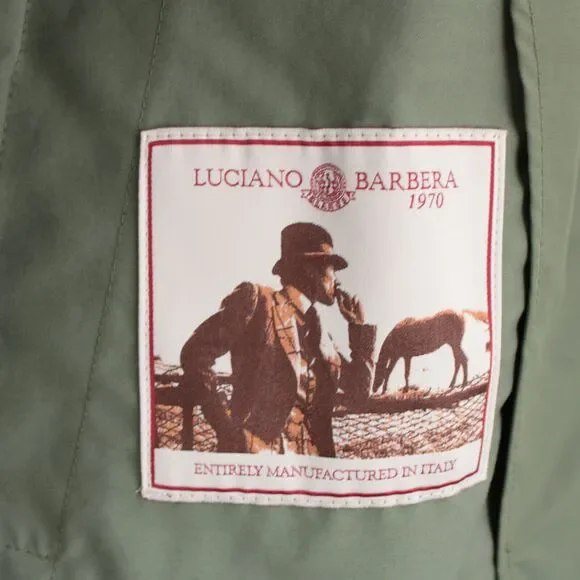 LUCIANO BARBERA
1970
ENTIRELY MANUFACTURED IN ITALY